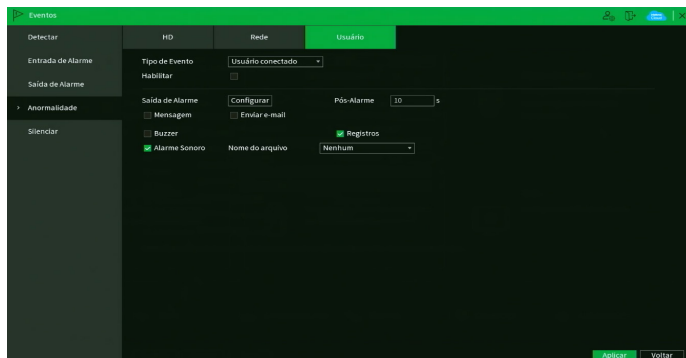 Eventos
Detectar
HD
Rede
Usuário
Entrada de Alarme
Saída de Alarme
Anormalidade
Silenciar
Tipo de Evento
Usuário conectado
Habilitar
Saída de Alarme
Configurar
Pós-Alarme
10
s
Mensagem
Enviar e-mail
Buzzer
Registros
Alarme Sonoro
Nome do arquivo
Nenhum
Aplicar
Voltar